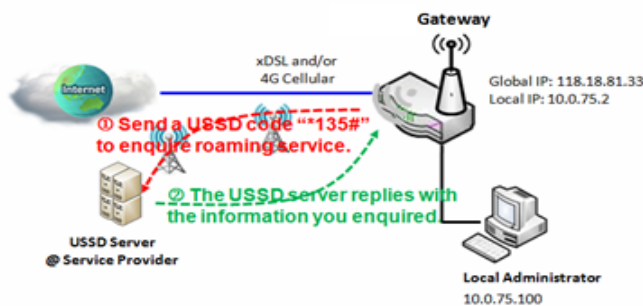 Gateway
xDSL and/or
4G Cellular
Internet
Global IP: 118.18.81.33
Local IP: 10.0.75.2
① Send a USSD code “*135#”
to enquire roaming service.
② The USSD server replies with
the information you enquired.
USSD Server
@ Service Provider
Local Administrator
10.0.75.100